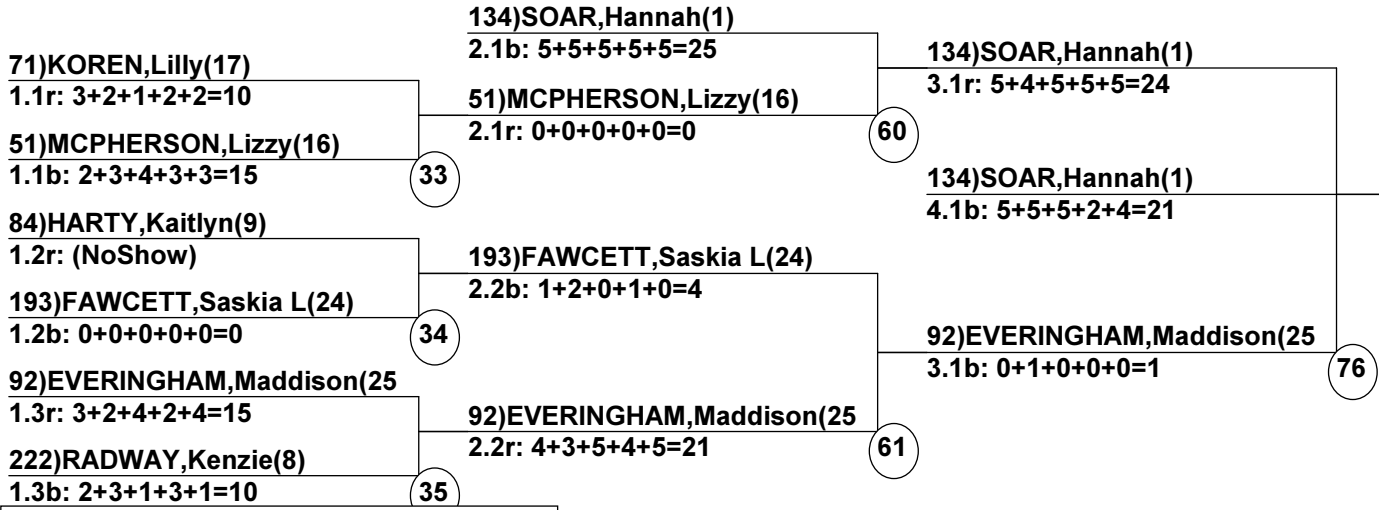 134)SOAR,Hannah(1)
2.1b: 5+5+5+5+5=25
71)KOREN,Lilly(17)
1.1r: 3+2+1+2+2=10
51)MCPHERSON,Lizzy(16)
2.1r: 0+0+0+0+0=0
60
51)MCPHERSON,Lizzy(16)
1.1b: 2+3+4+3+3=15
33
134)SOAR,Hannah(1)
3.1r: 5+4+5+5+5=24
134)SOAR,Hannah(1)
4.1b: 5+5+5+2+4=21
84)HARTY,Kaitlyn(9)
1.2r: (NoShow)
193)FAWCETT,Saskia L(24)
2.2b: 1+2+0+1+0=4
193)FAWCETT,Saskia L(24)
1.2b: 0+0+0+0+0=0
34
92)EVERINGHAM,Maddison(25
3.1b: 0+1+0+0+0=1
76
92)EVERINGHAM,Maddison(25
1.3r: 3+2+4+2+4=15
92)EVERINGHAM,Maddison(25
2.2r: 4+3+5+4+5=21
61
222)RADWAY,Kenzie(8)
1.3b: 2+3+1+3+1=10
35